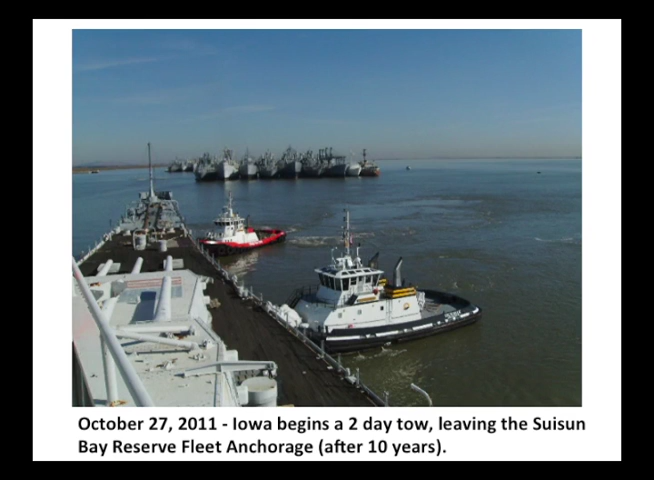 October 27, 2011 - Iowa begins a 2 day tow, leaving the Suisun
Bay Reserve Fleet Anchorage (after 10 years).